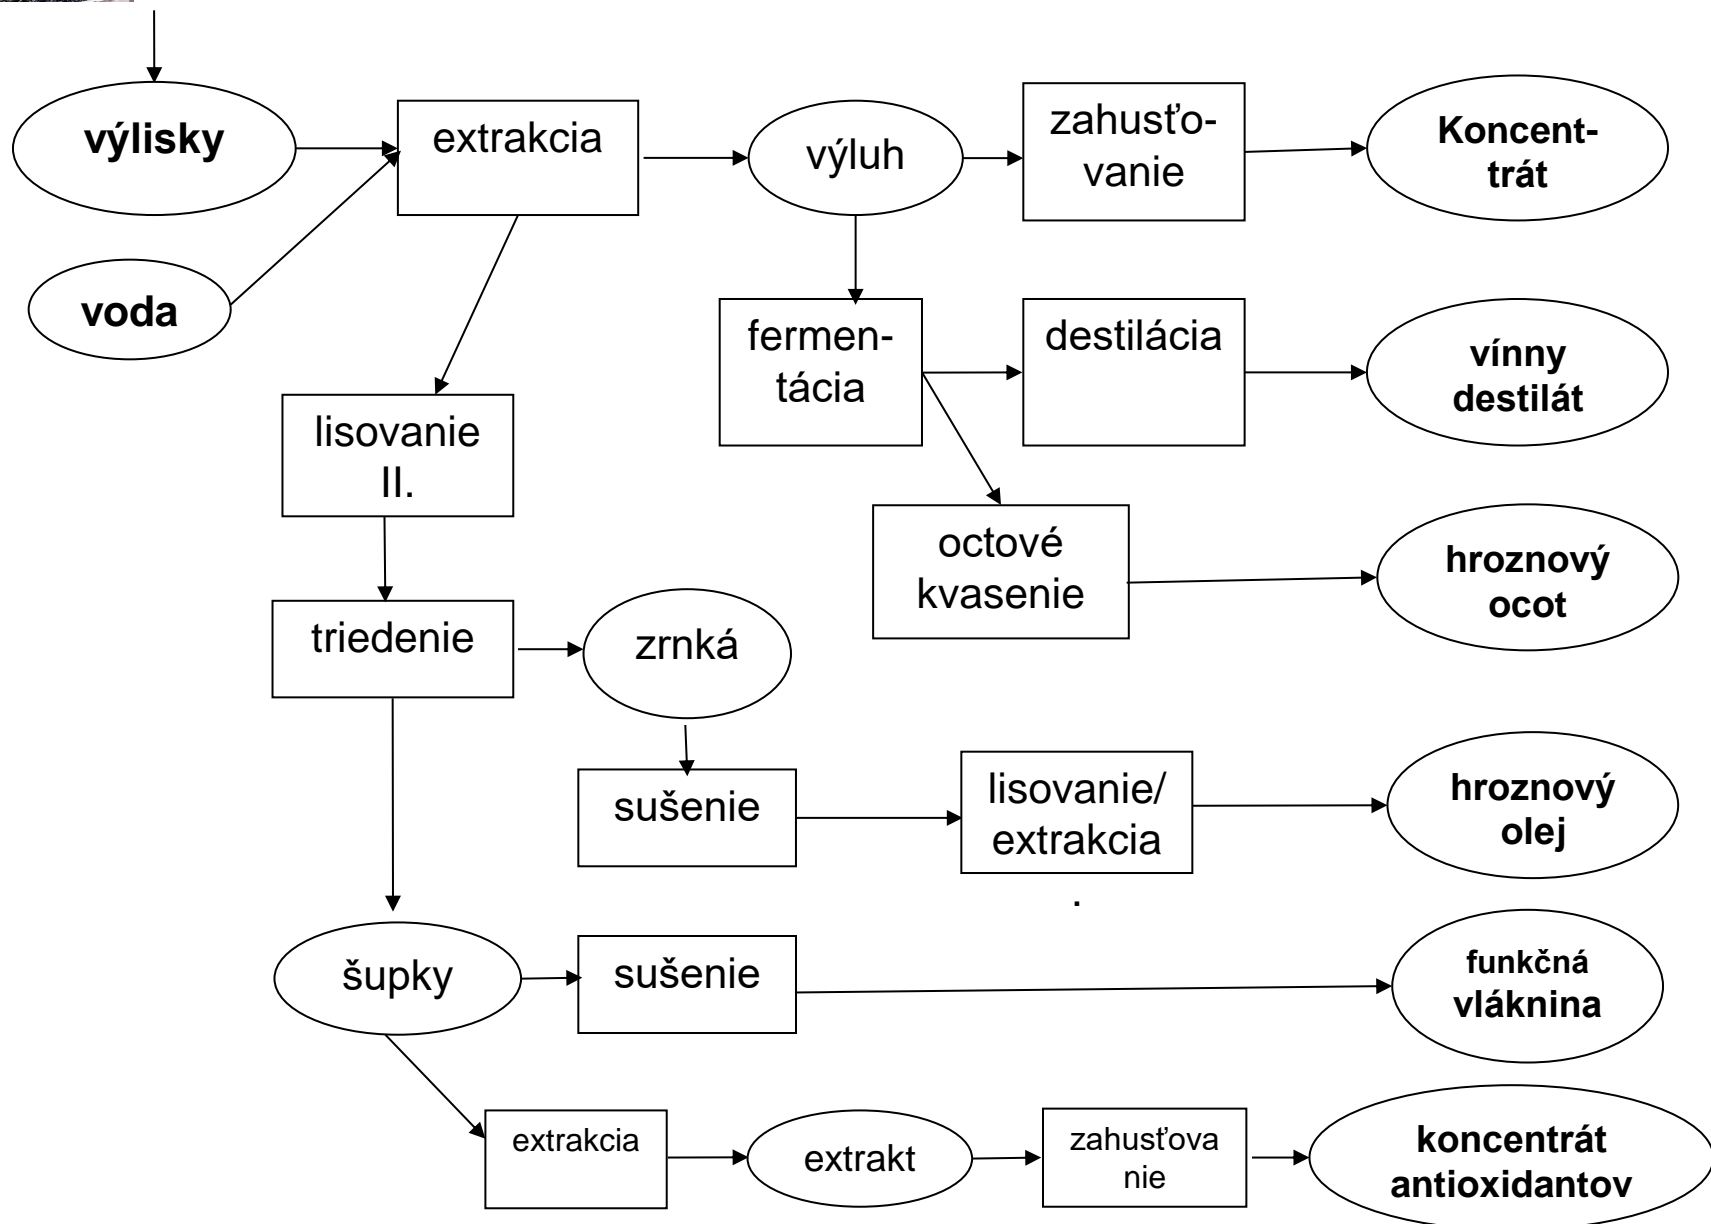 výlisky
extrakcia
výluh
zahusťo-
vanie
Koncent-
trát
voda
fermen-
tácia
destilácia
vínny
destilát
lisovanie
II.
octové
kvasenie
hroznový
ocot
triedenie
zrnká
sušenie
lisovanie/
extrakcia
.
hroznový
olej
šupky
sušenie
funkčná
vláknina
extrakcia
extrakt
zahusťova
nie
koncentrát
antioxidantov